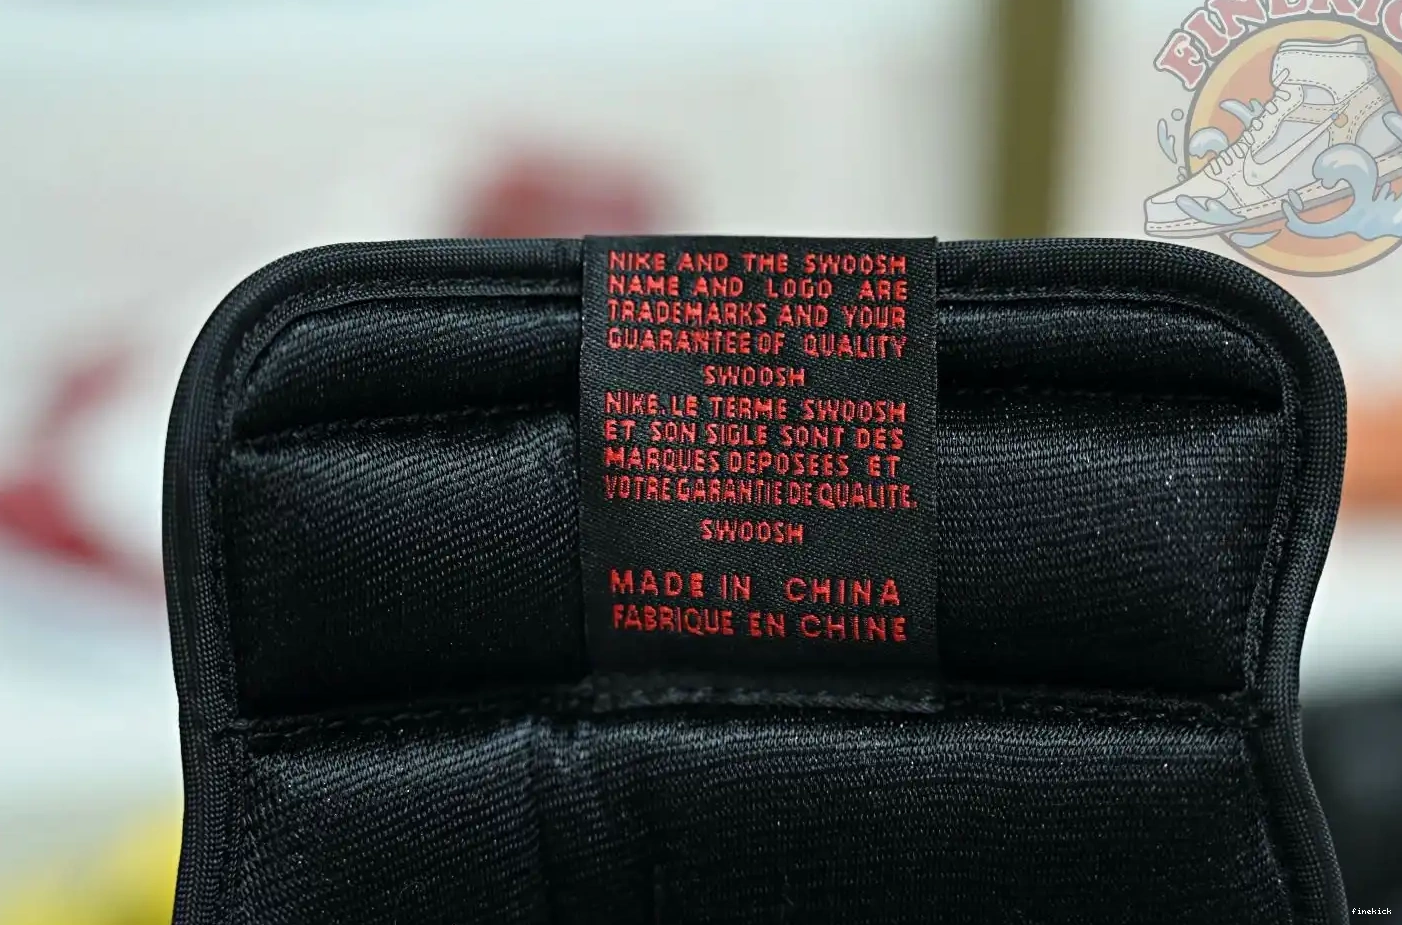 FINEKICK
NIKE AND THE SWOOSH
NAME AND LOGO ARE
TRADEMARKS AND YOUR
GUARANTEE OF QUALITY
SWOOSH
NIKE. LE TERME SWOOSH
ET SON SIGLE SONT DES
MARQUES DEPOSEES ET
VOTRE GARANTIE DE QUALITE.
SWOOSH
MADE IN CHINA
FABRIQUE EN CHINE
finekick